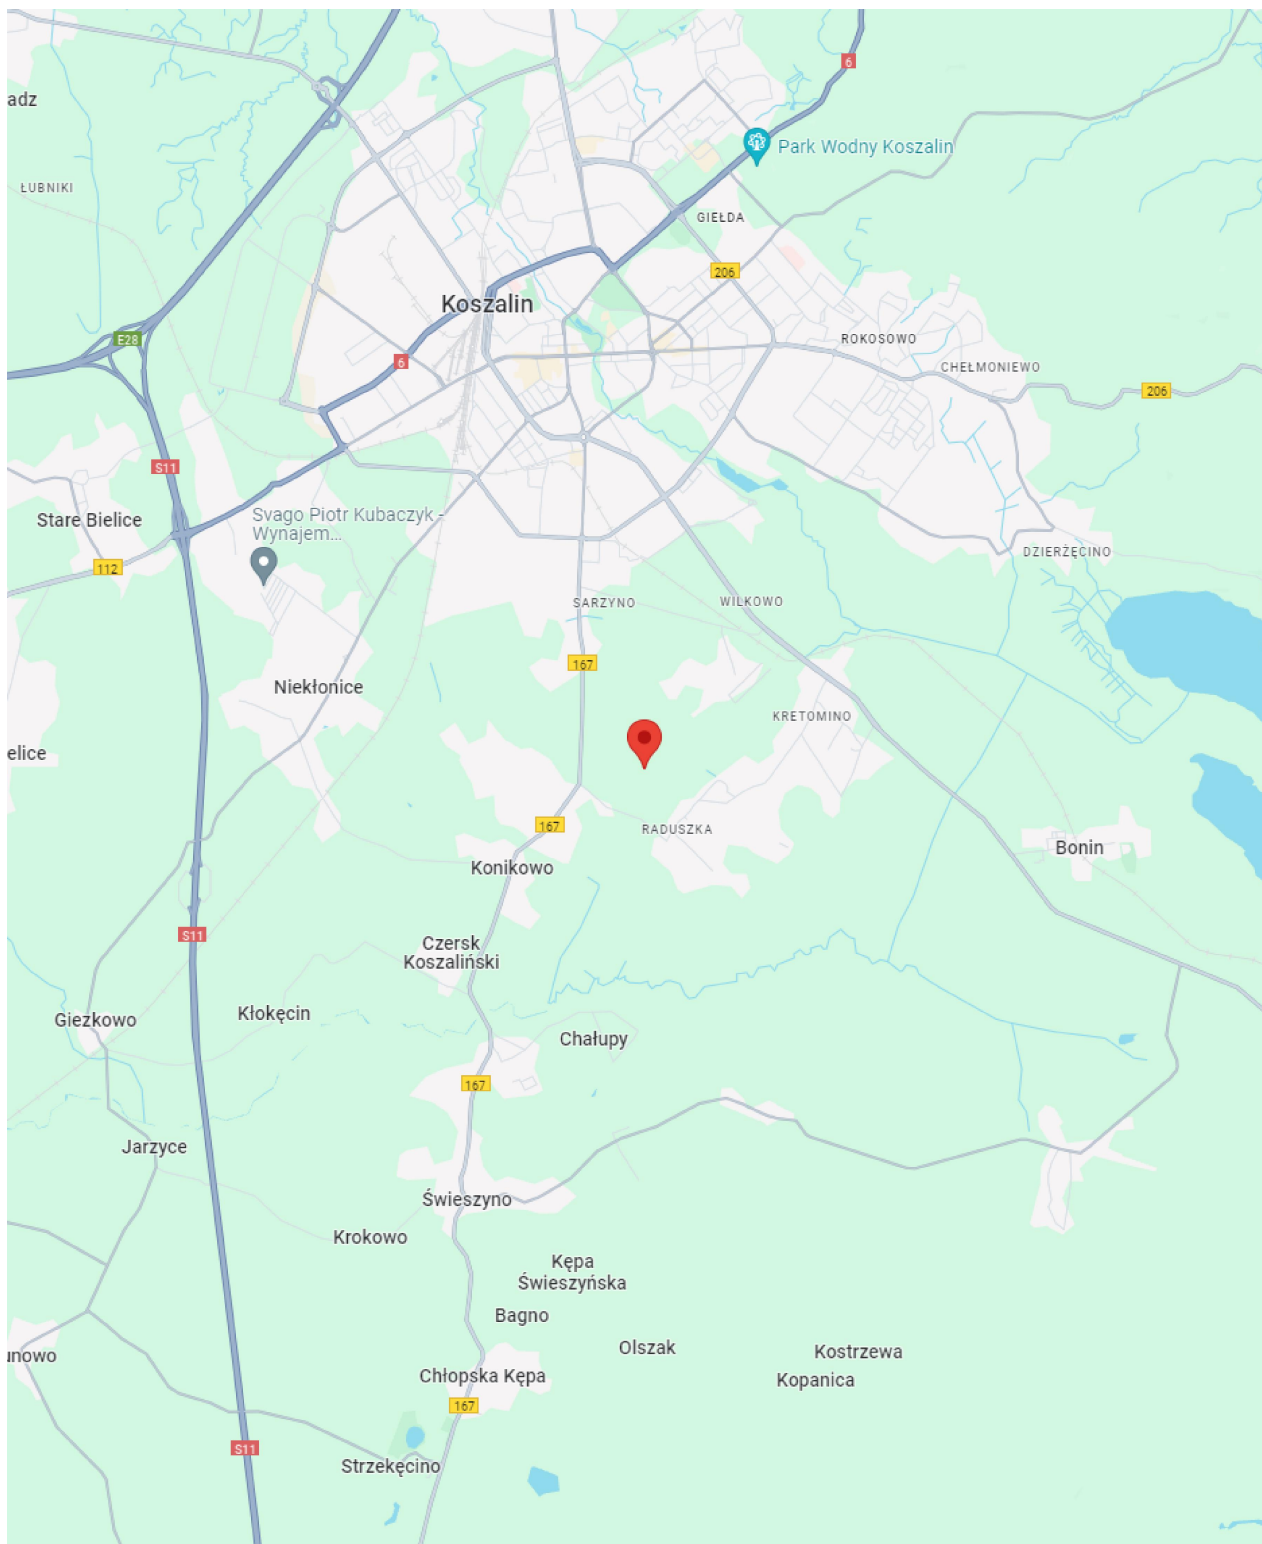 6
adz
Park Wodny Koszalin
ŁUBNIKI
GIEŁDA
206
Koszalin
E28
ROKOSOWO
6
CHEŁMONIEWO
206
S11
Stare Bielice
Svago Piotr Kubaczyk -
Wynajem...
DZIERŻĘCINO
112
SARZYNO
WILKOWO
167
Niekłonice
KRETOMINO
elice
167
RADUSZKA
Bonin
Konikowo
S11
Czersk
Koszaliński
Kłokęcin
Giezkowo
Chałupy
167
Jarzyce
Świeszyno
Krokowo
Kępa
Świeszyńska
Bagno
Olszak
unowo
Kostrzewa
Chłopska Kępa
Kopanica
167
S11
Strzekęcino